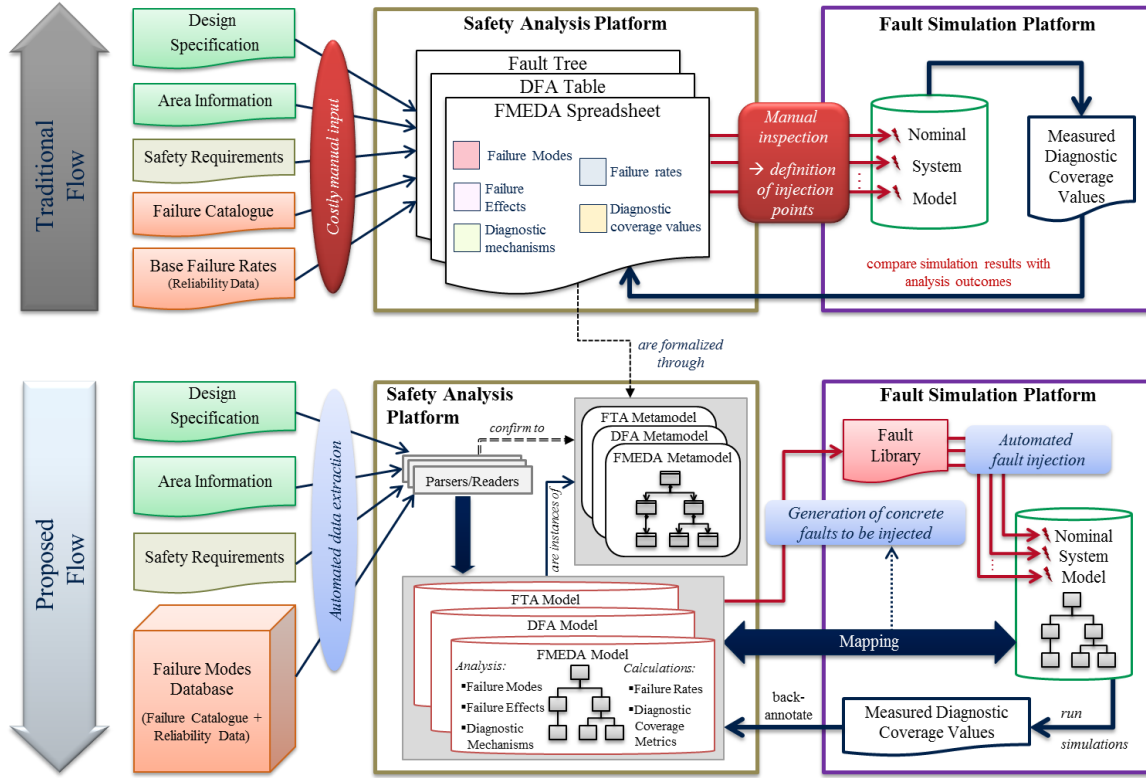 Traditional
Flow
Design
Specification
Area Information
Safety Requirements
Failure Catalogue
Base Failure Rates
(Reliability Data)
Costly manual input
Safety Analysis Platform
Fault Tree
DFA Table
FMEDA Spreadsheet
Failure Modes
Failure
Effects
Diagnostic
mechanisms
Failure rates
Diagnostic
coverage values
Manual
inspection
→ definition
of injection
points
Fault Simulation Platform
Nominal
System
Model
Measured
Diagnostic
Coverage
Values
compare simulation results with
analysis outcomes
are formalized
through
Proposed
Flow
Design
Specification
Area Information
Safety Requirements
Failure Modes
Database
(Failure Catalogue +
Reliability Data)
Automated data extraction
Safety Analysis
Platform
confirm to
Parsers/Readers
are instances of
FTA Metamodel
DFA Metamodel
FMEDA Metamodel
FTA Model
DFA Model
FMEDA Model
Analysis:
▪Failure Modes
▪Failure Effects
▪Diagnostic
Mechanisms
Calculations:
▪Failure Rates
▪Diagnostic
Coverage
Metrics
Fault Simulation Platform
Fault
Library
Automated
fault injection
Generation of concrete
faults to be injected
Nominal
System
Model
Mapping
back-
annotate
Measured Diagnostic
Coverage Values
run
simulations